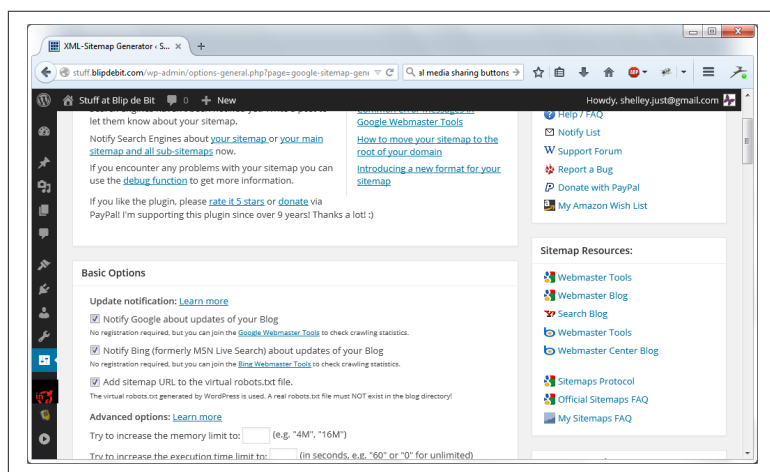 XML-Sitemap Generator ‹ S...
stuff.blipdebit.com/wp-admin/options-general.php?page=google-sitemap-gene
al media sharing buttons
Stuff at Blip de Bit 0 + New
Howdy, shelley.just@gmail.com
let them know about your sitemap.
Notify Search Engines about your sitemap or your main
sitemap and all sub-sitemaps now.
If you encounter any problems with your sitemap you can
use the debug function to get more information.
If you like the plugin, please rate it 5 stars or donate via
PayPal! I'm supporting this plugin since over 9 years! Thanks
a lot! :)
Common error messages in
Google Webmaster Tools
How to move your sitemap to the
root of your domain
Introducing a new format for your
sitemap
Help / FAQ
Notify List
Support Forum
Report a Bug
Donate with PayPal
My Amazon Wish List
Basic Options
Update notification: Learn more
Notify Google about updates of your Blog
No registration required, but you can join the Google Webmaster Tools to check crawling statistics.
Notify Bing (formerly MSN Live Search) about updates of your Blog
No registration required, but you can join the Bing Webmaster Tools to check crawling statistics.
Add sitemap URL to the virtual robots.txt file.
The virtual robots.txt generated by WordPress is used. A real robots.txt file must NOT exist in the blog directory!
Advanced options: Learn more
Try to increase the memory limit to: (e.g. "4M", "16M")
Try to increase the execution time limit to: (in seconds, e.g. "60" or "0" for unlimited)
Sitemap Resources:
Webmaster Tools
Webmaster Blog
Search Blog
Webmaster Tools
Webmaster Center Blog
Sitemaps Protocol
Official Sitemaps FAQ
My Sitemaps FAQ